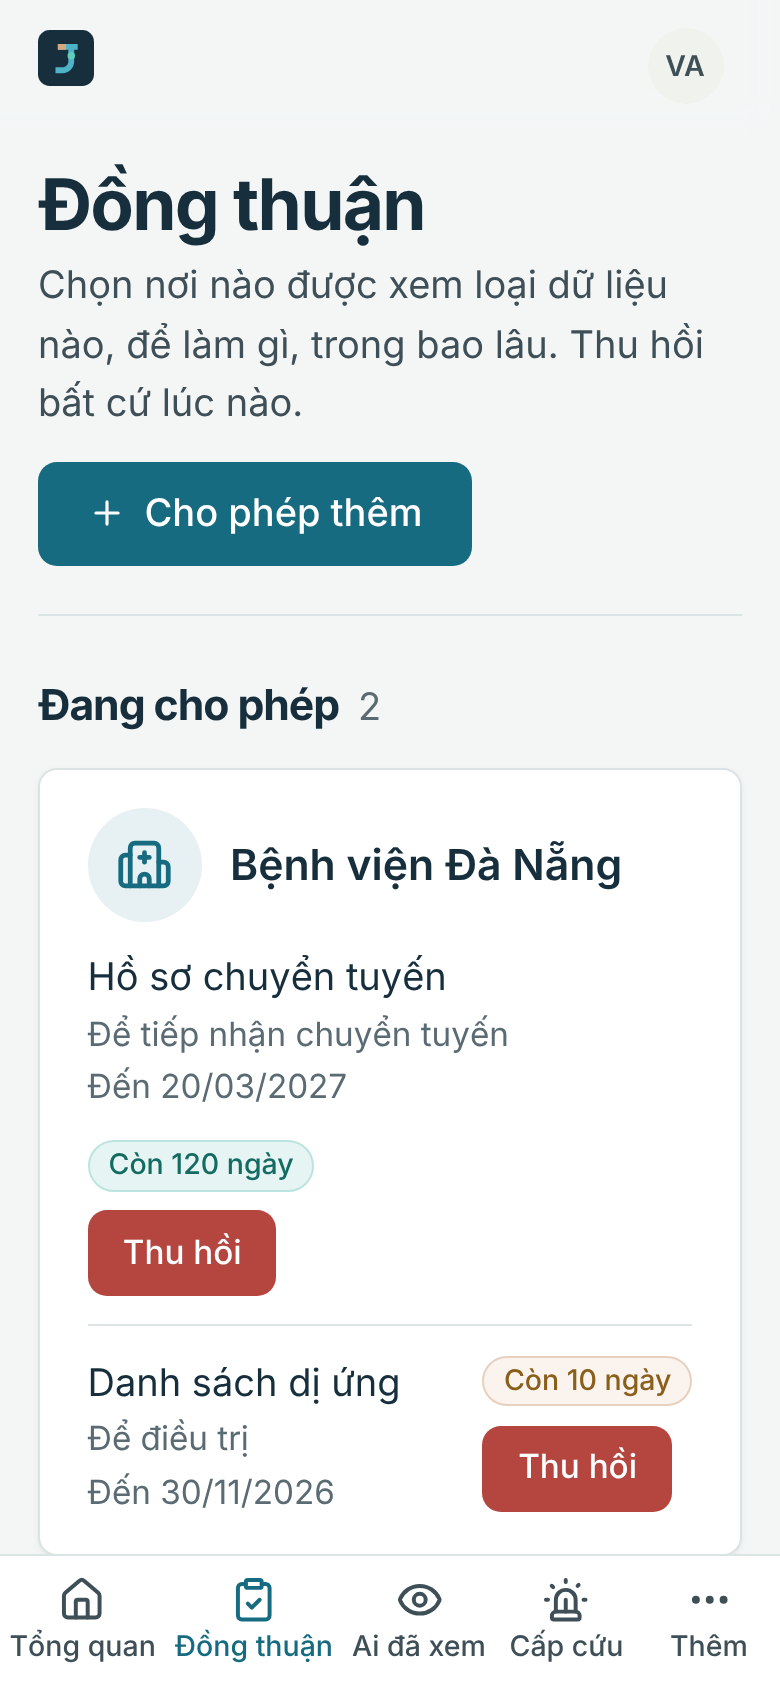 VA
Đồng thuận
Chọn nơi nào được xem loại dữ liệu
nào, để làm gì, trong bao lâu. Thu hồi
bất cứ lúc nào.
+ Cho phép thêm
Đang cho phép 2
Bệnh viện Đà Nẵng
Hồ sơ chuyển tuyến
Để tiếp nhận chuyển tuyến
Đến 20/03/2027
Còn 120 ngày
Thu hồi
Danh sách dị ứng
Để điều trị
Đến 30/11/2026
Còn 10 ngày
Thu hồi
Tổng quan
Đồng thuận
Ai đã xem
Cấp cứu
Thêm